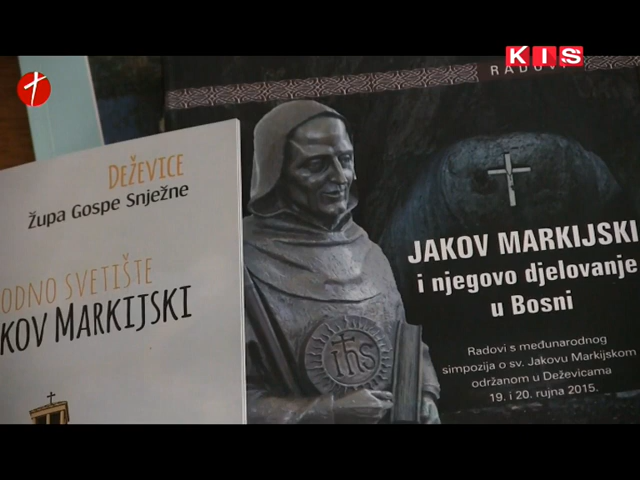 KIS
RADOVI
DEŽEVICE
Župa Gospe Snježne
ODNO SVETIŠTE
KOV MARKIJSKI
JAKOV MARKIJSKI
i njegovo djelovanje
u Bosni
Radovi s međunarodnog
simpozija o sv. Jakovu Markijskom
održanom u Deževicama
19. i 20. rujna 2015.
ihs